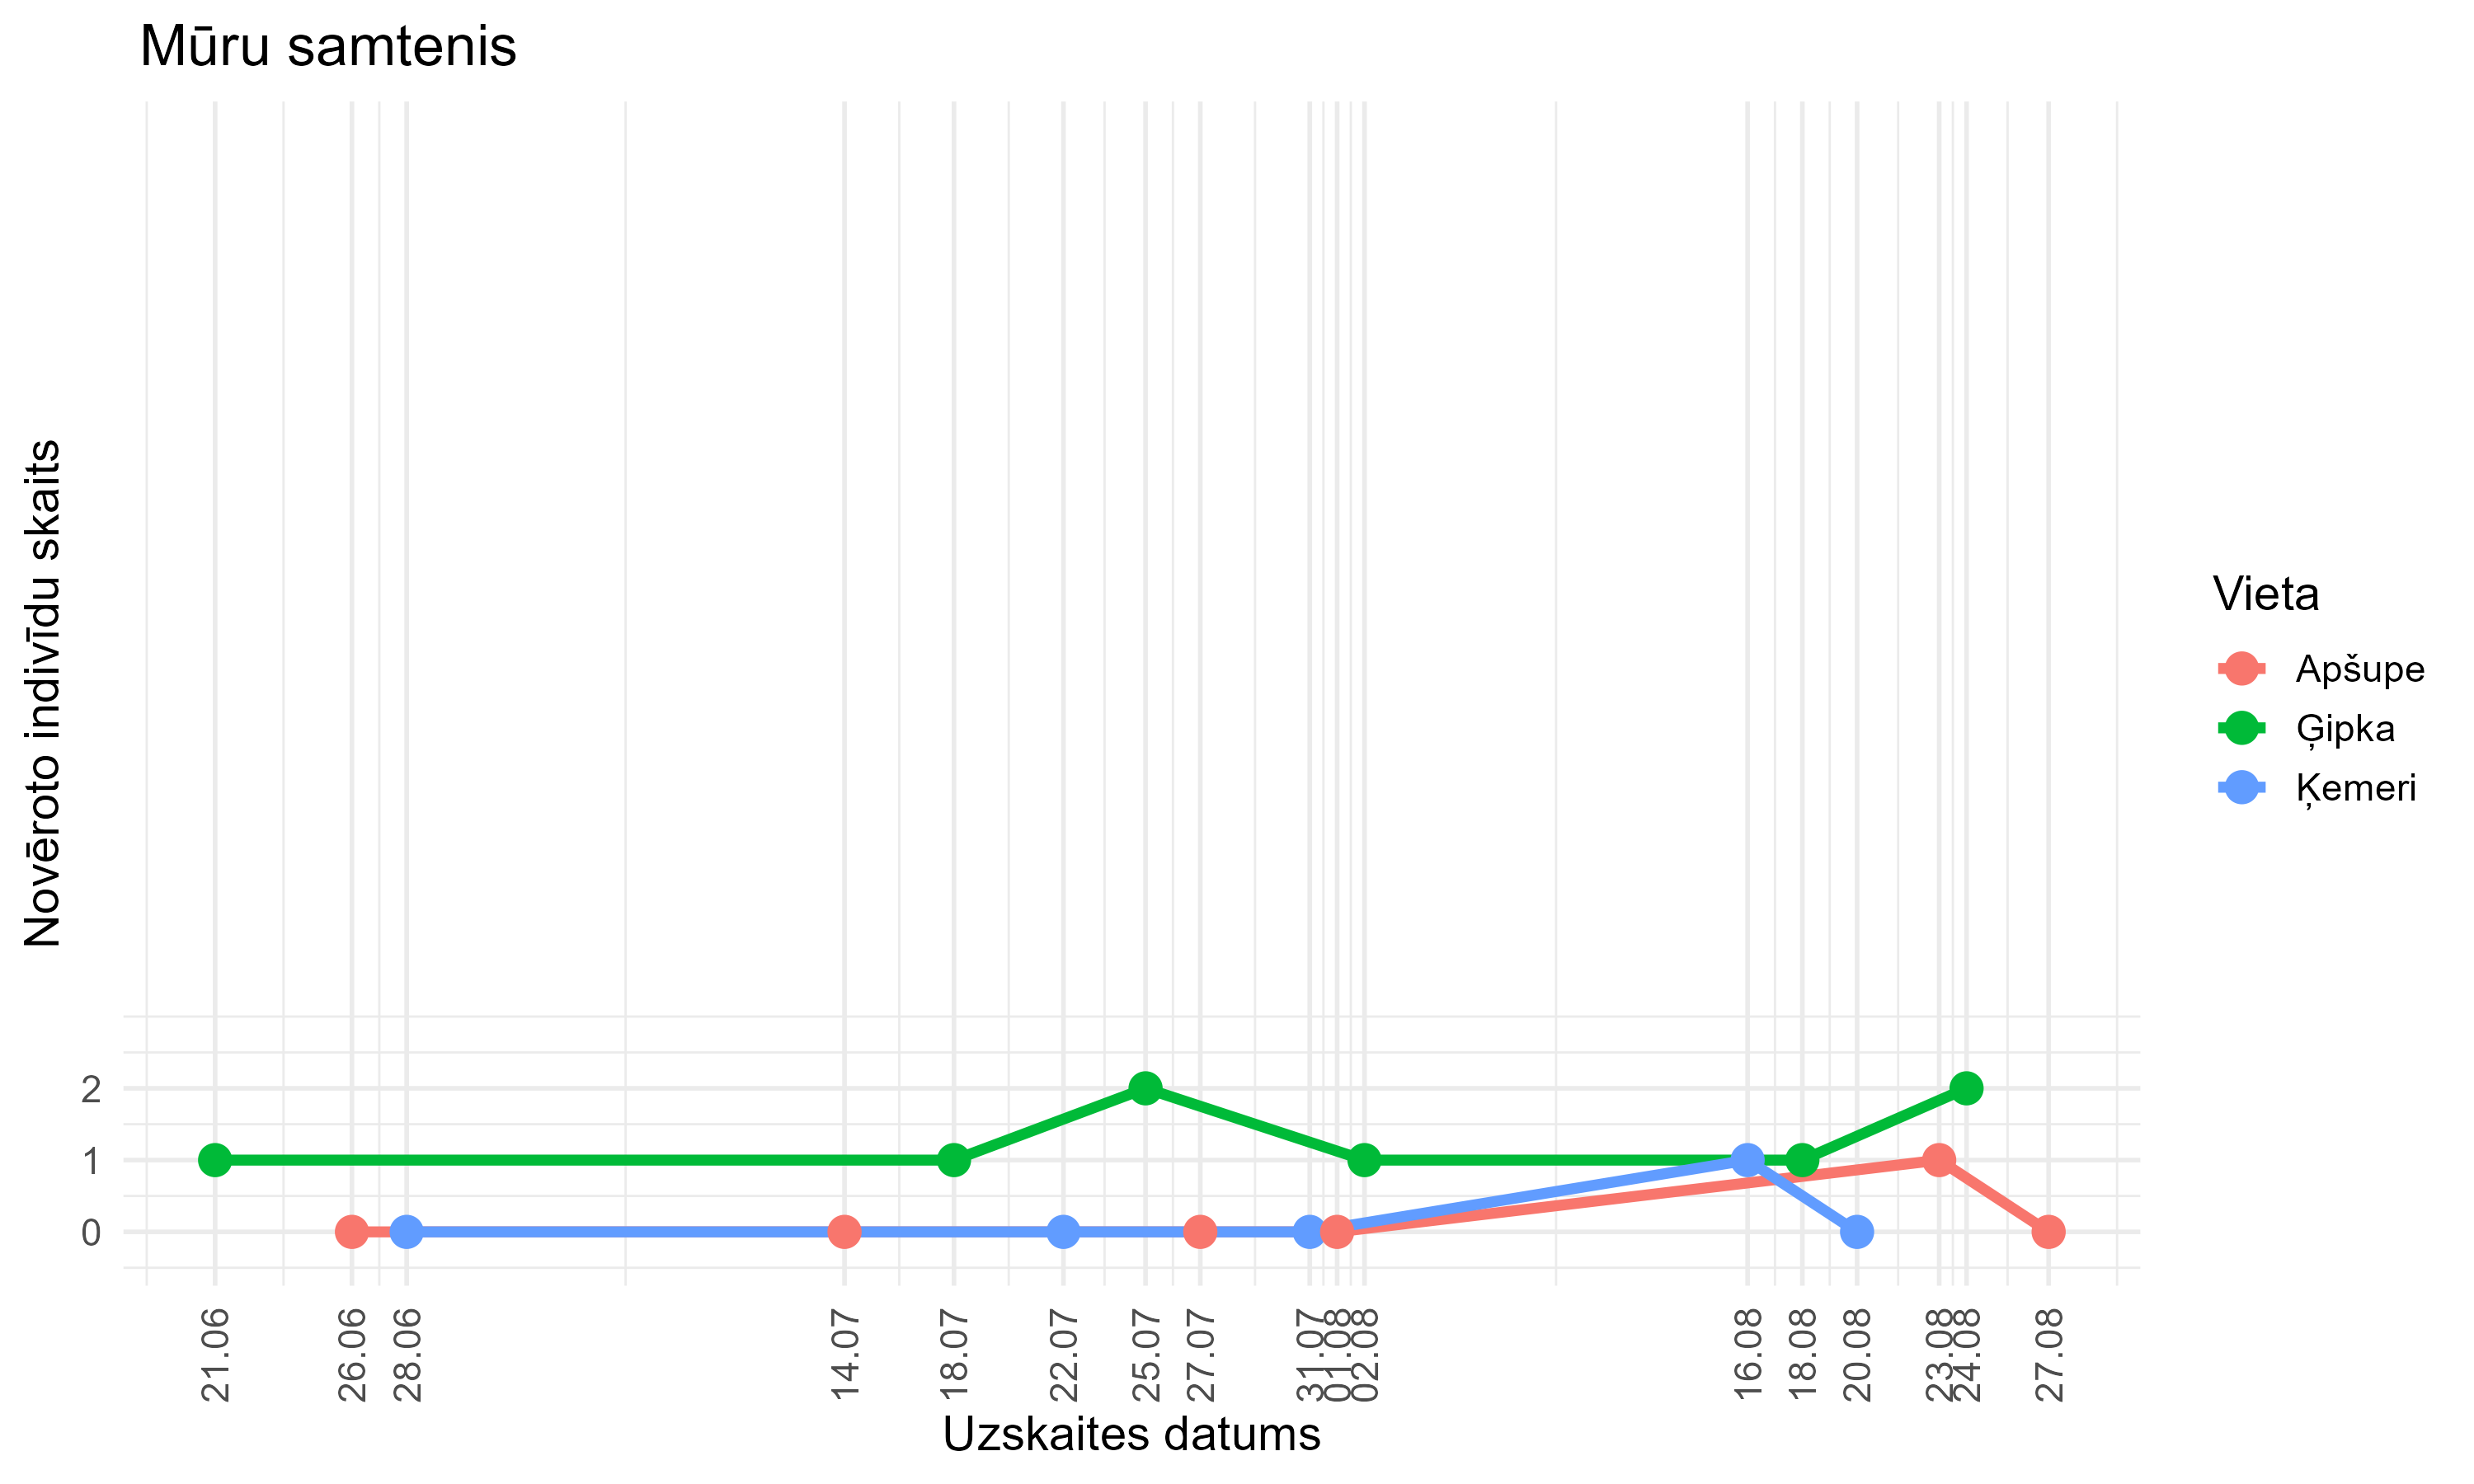 Mūru samtenis
Novēroto indivīdu skaits
2
1
0
21.06
26.06
28.06
14.07
18.07
22.07
25.07
27.07
31.07
01.08
02.08
16.08
18.08
20.08
23.08
24.08
27.08
Uzskaites datums
Vieta
Apšupe
Ģipka
Ķemeri